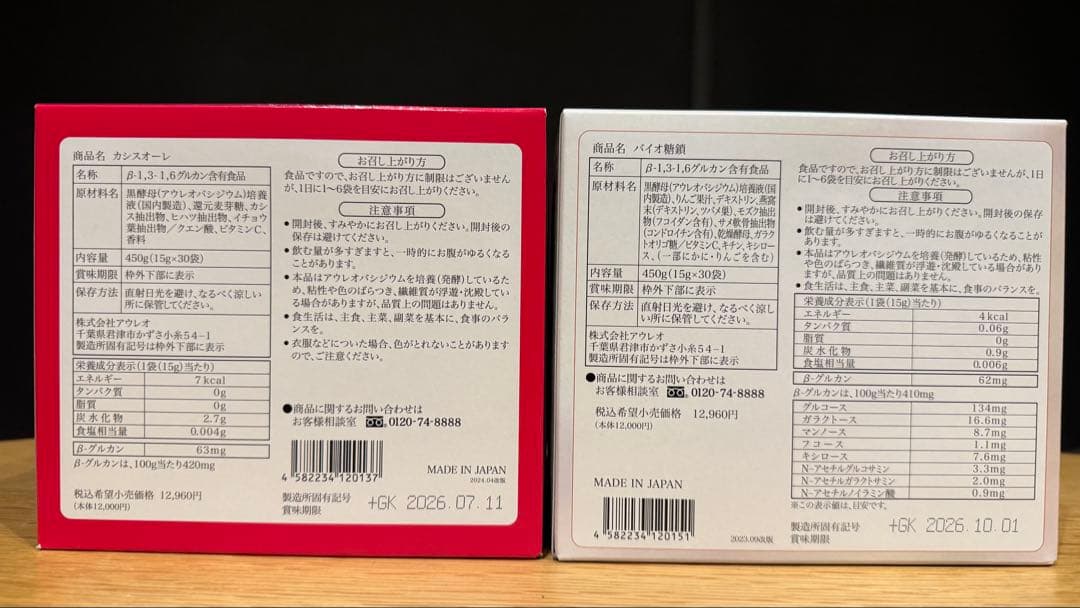 商品名 カシスオーレ
名称 β-1,3-1,6グルカン含有食品
原材料名 黒酵母(アウレオバシジウム)培養
液(国内製造)、還元麦芽糖、カシ
ス抽出物、ヒハツ抽出物、イチョウ
葉抽出物/クエン酸、ビタミンC、
香料
内容量 450g(15g×30袋)
賞味期限 枠外下部に表示
保存方法 直射日光を避け、なるべく涼しい
所に保管してください。
株式会社アウレオ
千葉県君津市かずさ小糸54-1
製造所固有記号は枠外下部に表示
栄養成分表示(1袋(15g)当たり)
エネルギー 7kcal
タンパク質 0g
脂質 0g
炭水化物 2.7g
食塩相当量 0.004g
β-グルカン 63mg
β-グルカンは、100g当たり420mg
税込希望小売価格 12,960円
(本体12,000円)
お召し上がり方
食品ですので、お召し上がり方に制限はございません
が、1日に1~6袋を目安にお召し上がりください。
注意事項
●開封後、すみやかにお召し上がりください。開封後の
保存は避けてください。
●飲む量が多すぎますと、一時的にお腹がゆるくなる
ことがあります。
●本品はアウレオバシジウムを培養(発酵)しているた
め、粘性や色のばらつき、繊維質が浮遊・沈殿してい
る場合がありますが、品質上の問題はありません。
●食生活は、主食、主菜、副菜を基本に、食事のバラン
スを。
●衣服などについた場合、色がとれないことがあります
ので、ご注意ください。
●商品に関するお問い合わせは
お客様相談室 0120-74-8888
4 582234 120137
MADE IN JAPAN
2024.04改版
製造所固有記号
賞味期限
+GK 2026.07.11
商品名 バイオ糖鎖
名称 β-1,3-1,6グルカン含有食品
原材料名 黒酵母(アウレオバシジウム)培養液(国
内製造)、りんご果汁、デキストリン、燕窩
末(デキストリン、ツバメ巣)、モズク抽出
物(フコイダン含有)、サメ軟骨抽出物
(コンドロイチン含有)、乾燥酵母、ガラク
トオリゴ糖/ビタミンC、キチン、キシロー
ス、(一部にかに・りんごを含む)
内容量 450g(15g×30袋)
賞味期限 枠外下部に表示
保存方法 直射日光を避け、なるべく涼し
い所に保管してください。
株式会社アウレオ
千葉県君津市かずさ小糸54-1
製造所固有記号は枠外下部に表示
●商品に関するお問い合わせは
お客様相談室 0120-74-8888
税込希望小売価格 12,960円
(本体12,000円)
MADE IN JAPAN
4 582234 120151
2023.09改版
お召し上がり方
食品ですので、お召し上がり方に制限はございませんが、1日
に1~6袋を目安にお召し上がりください。
注意事項
●開封後、すみやかにお召し上がりください。開封後の保存
は避けてください。
●飲む量が多すぎますと、一時的にお腹がゆるくなることが
あります。
●本品はアウレオバシジウムを培養(発酵)しているため、粘性
や色のばらつき、繊維質が浮遊・沈殿している場合があり
ますが、品質上の問題はありません。
●食生活は、主食、主菜、副菜を基本に、食事のバランスを。
栄養成分表示(1袋(15g)当たり)
エネルギー 4kcal
タンパク質 0.06g
脂質 0g
炭水化物 0.9g
食塩相当量 0.006g
β-グルカン 62mg
β-グルカンは、100g当たり410mg
グルコース 134mg
ガラクトース 16.6mg
マンノース 8.7mg
フコース 1.1mg
キシロース 7.6mg
N-アセチルグルコサミン 3.3mg
N-アセチルガラクトサミン 2.0mg
N-アセチルノイラミン酸 0.9mg
※この表示値は、目安です。
製造所固有記号
賞味期限
+GK 2026.10.01